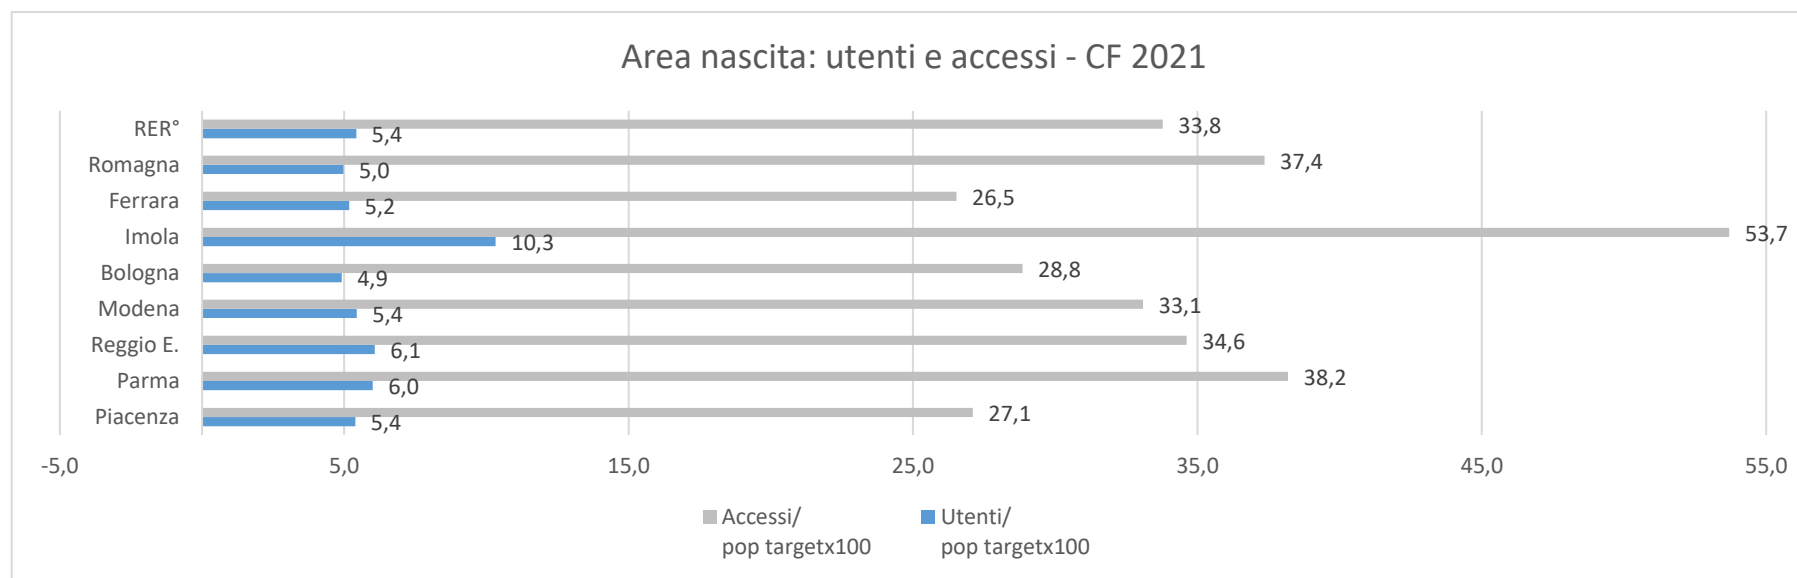 Area nascita: utenti e accessi - CF 2021
RER° 33,8
5,4
Romagna 37,4
5,0
Ferrara 26,5
5,2
Imola 53,7
10,3
Bologna 28,8
4,9
Modena 33,1
5,4
Reggio E. 34,6
6,1
Parma 38,2
6,0
Piacenza 27,1
5,4
-5,0 5,0 15,0 25,0 35,0 45,0 55,0
Accessi/
pop targetx100
Utenti/
pop targetx100